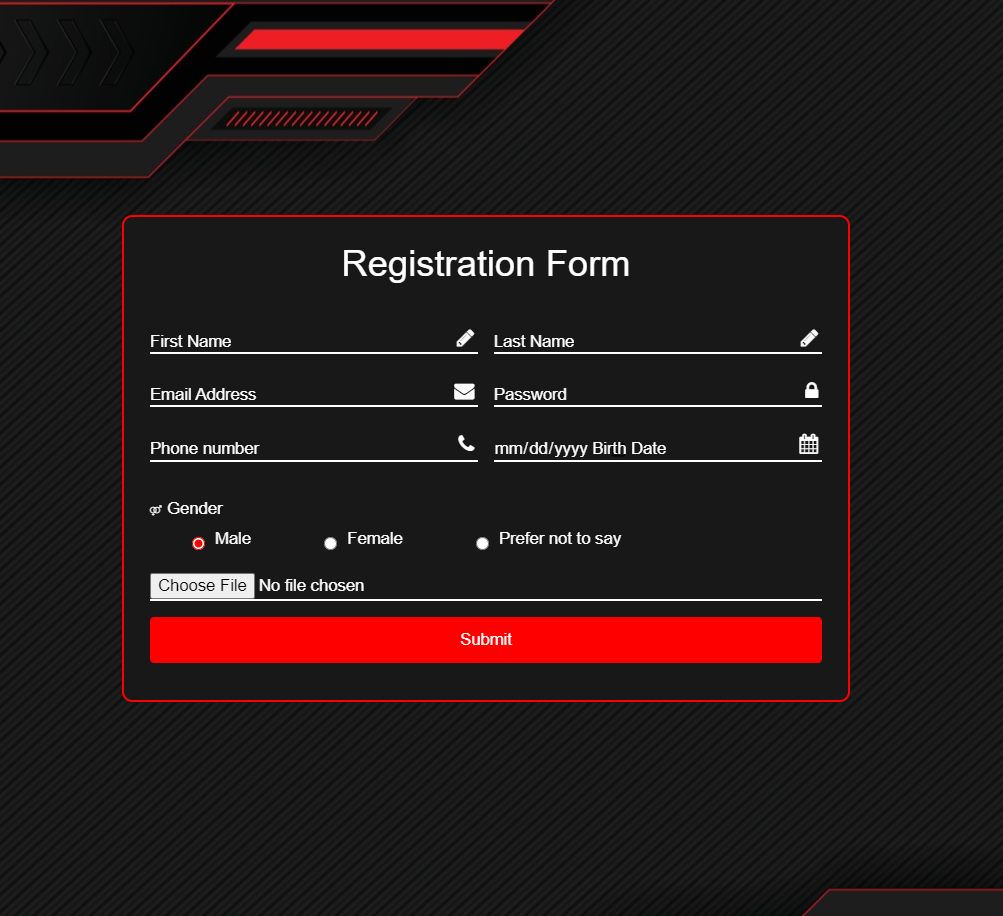 Registration Form
First Name Last Name
Email Address Password
Phone number mm/dd/yyyy Birth Date
Gender
Male Female Prefer not to say
Choose File No file chosen
Submit